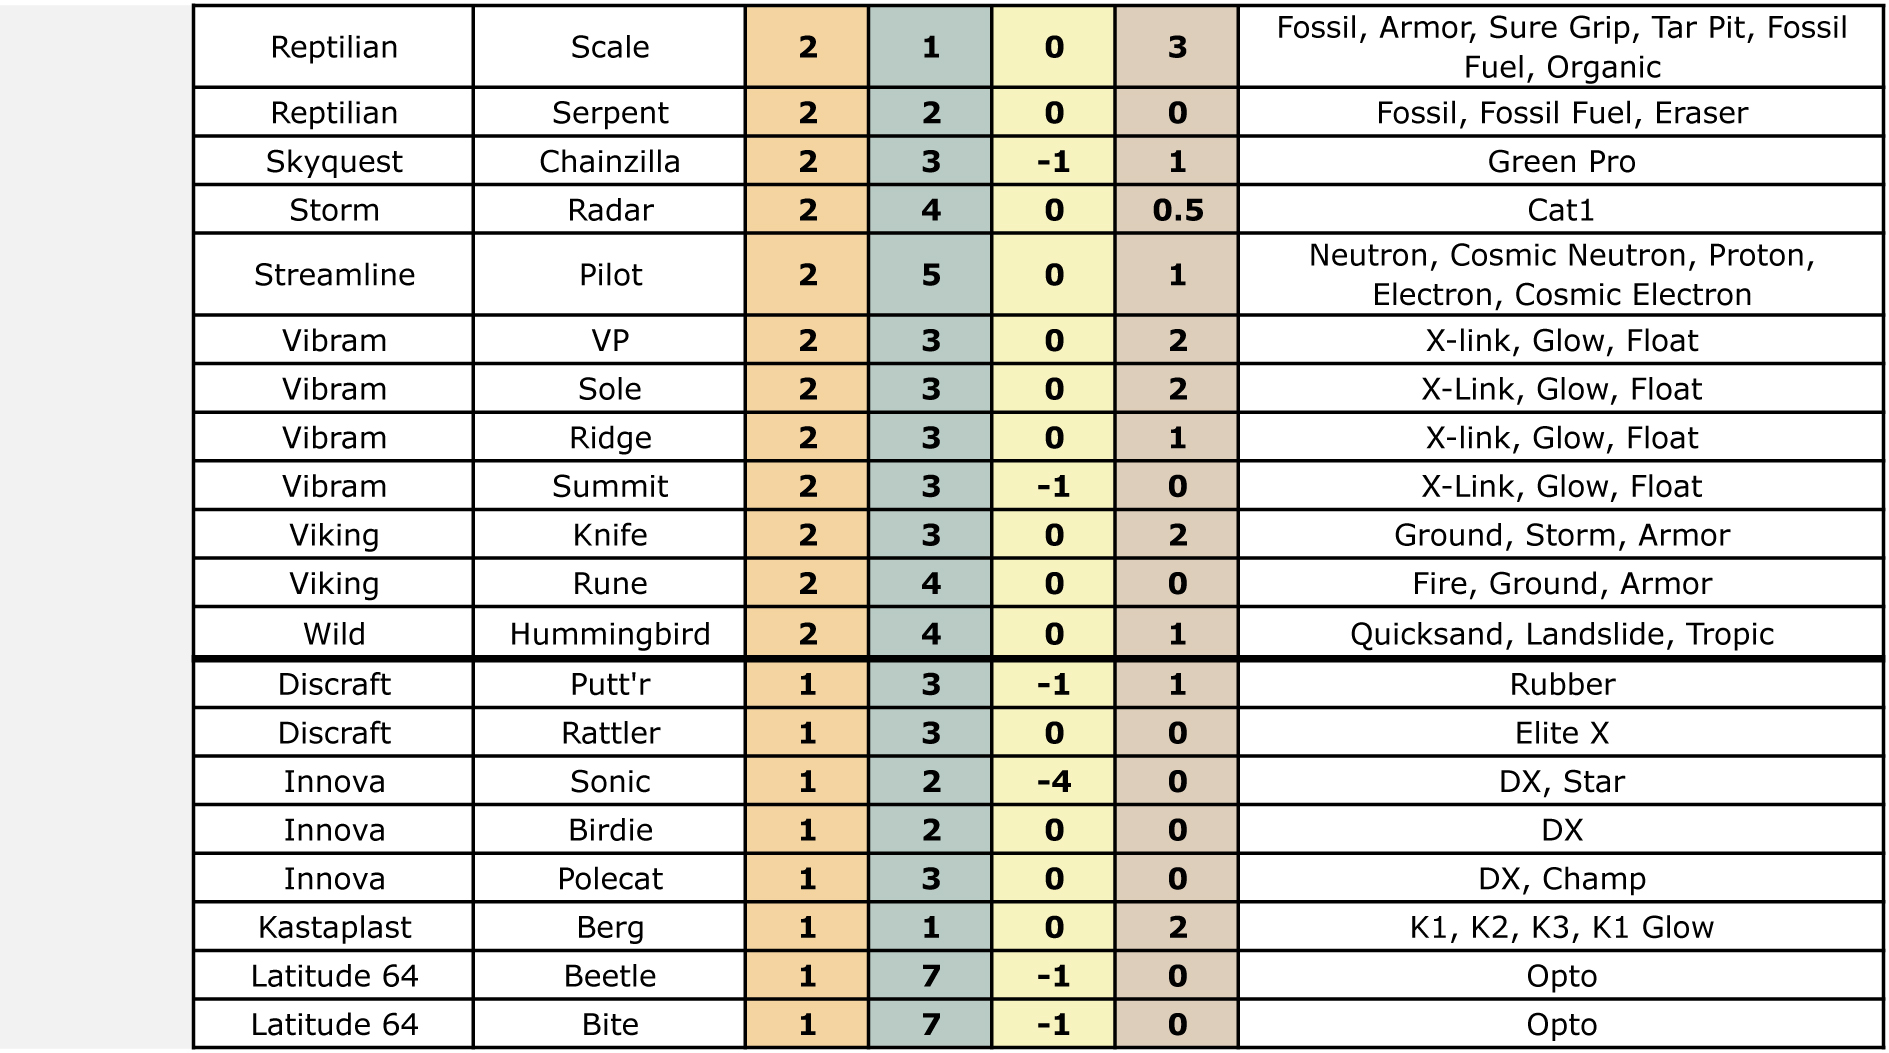 Reptilian Scale 2 1 0 3 Fossil, Armor, Sure Grip, Tar Pit, Fossil
Fuel, Organic
Reptilian Serpent 2 2 0 0 Fossil, Fossil Fuel, Eraser
Skyquest Chainzilla 2 3 -1 1 Green Pro
Storm Radar 2 4 0 0.5 Cat1
Streamline Pilot 2 5 0 1 Neutron, Cosmic Neutron, Proton,
Electron, Cosmic Electron
Vibram VP 2 3 0 2 X-link, Glow, Float
Vibram Sole 2 3 0 2 X-Link, Glow, Float
Vibram Ridge 2 3 0 1 X-link, Glow, Float
Vibram Summit 2 3 -1 0 X-Link, Glow, Float
Viking Knife 2 3 0 2 Ground, Storm, Armor
Viking Rune 2 4 0 0 Fire, Ground, Armor
Wild Hummingbird 2 4 0 1 Quicksand, Landslide, Tropic
Discraft Putt'r 1 3 -1 1 Rubber
Discraft Rattler 1 3 0 0 Elite X
Innova Sonic 1 2 -4 0 DX, Star
Innova Birdie 1 2 0 0 DX
Innova Polecat 1 3 0 0 DX, Champ
Kastaplast Berg 1 1 0 2 K1, K2, K3, K1 Glow
Latitude 64 Beetle 1 7 -1 0 Opto
Latitude 64 Bite 1 7 -1 0 Opto